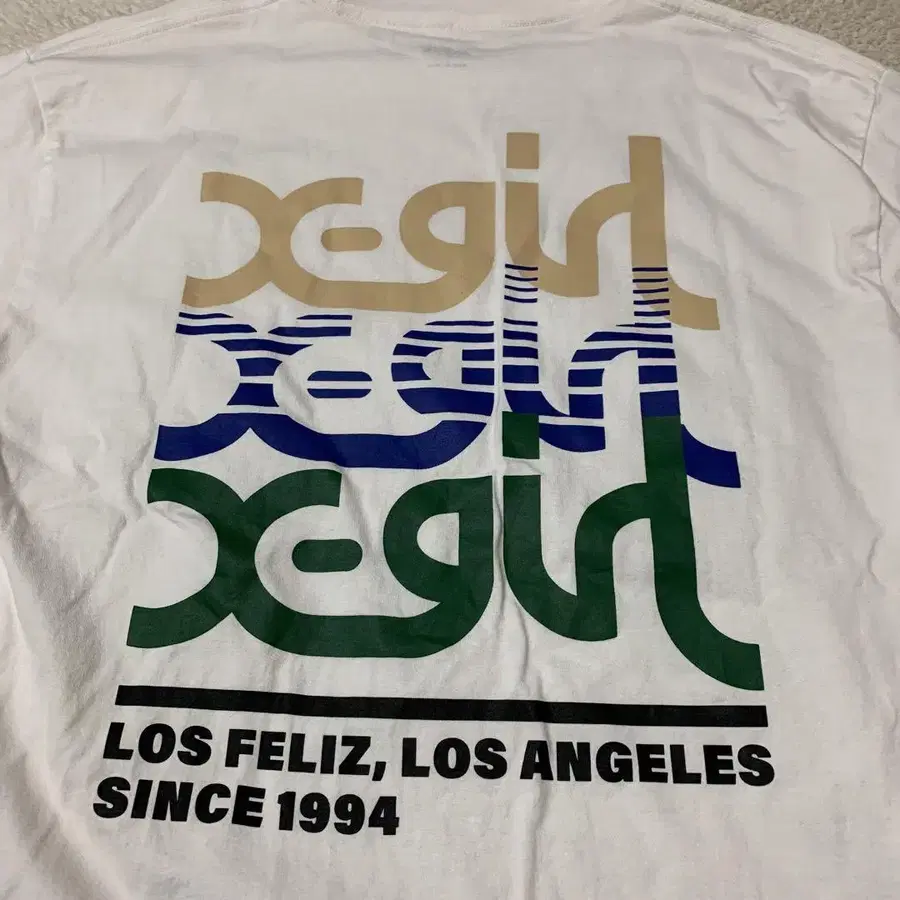 X-girl
X-girl
X-girl
LOS FELIZ, LOS ANGELES
SINCE 1994